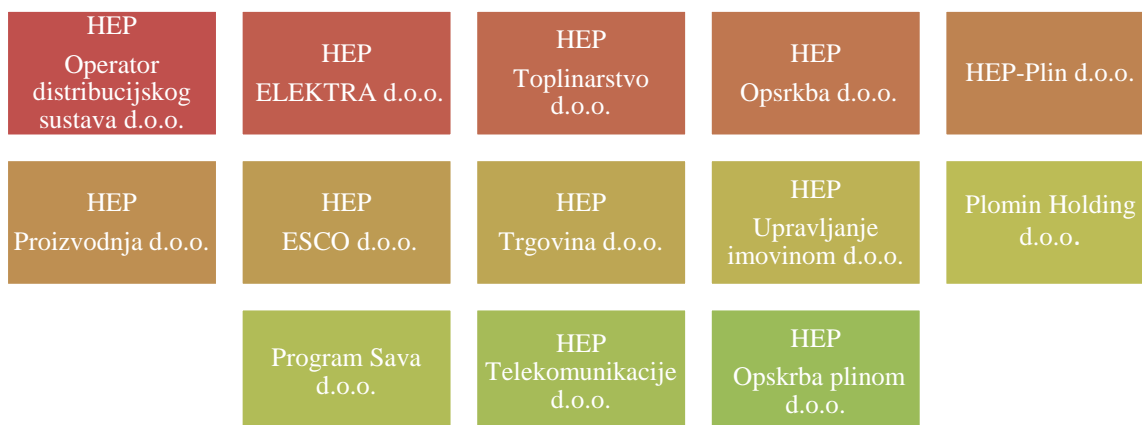 HEP
Operator
distribucijskog
sustava d.o.o.
HEP
ELEKTRA d.o.o.
HEP
Toplinarstvo
d.o.o.
HEP
Opsrkba d.o.o.
HEP-Plin d.o.o.
HEP
Proizvodnja d.o.o.
HEP
ESCO d.o.o.
HEP
Trgovina d.o.o.
HEP
Upravljanje
imovinom d.o.o.
Plomin Holding
d.o.o.
Program Sava
d.o.o.
HEP
Telekomunikacije
d.o.o.
HEP
Opskrba plinom
d.o.o.